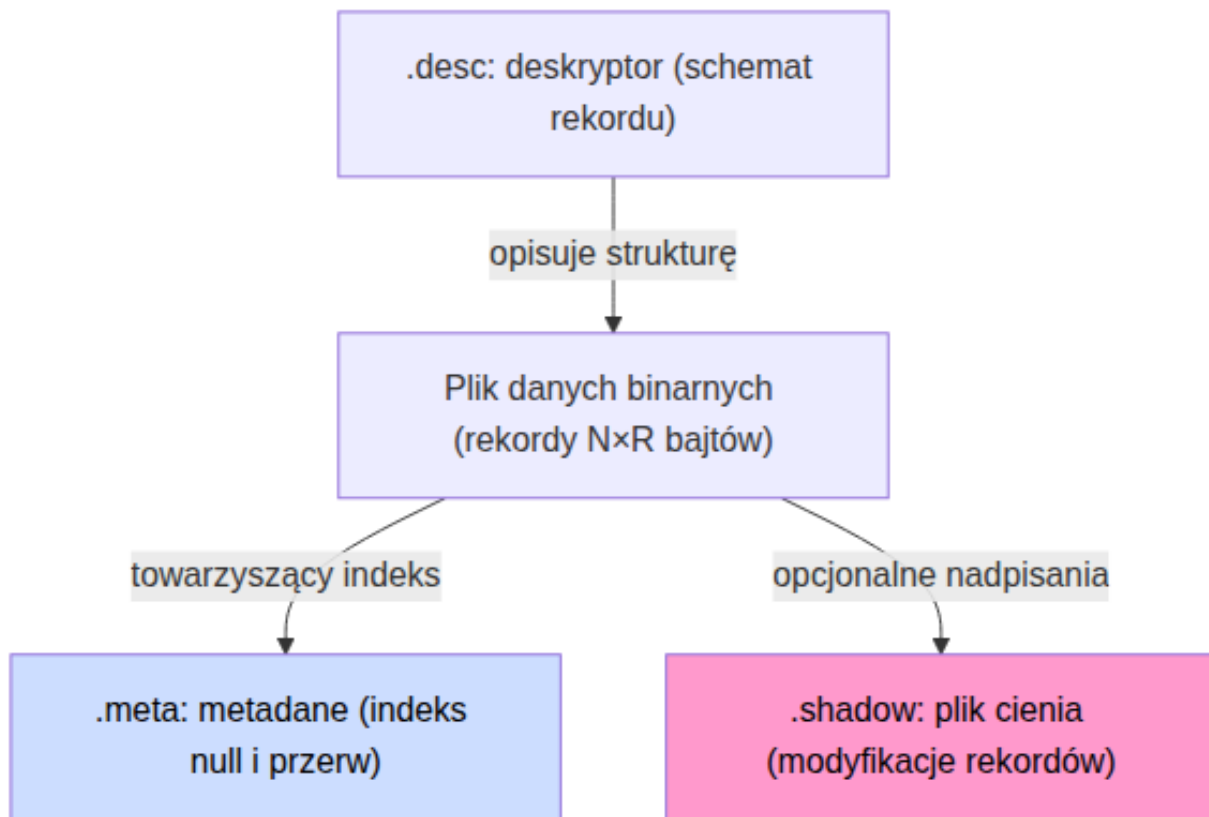 .desc: deskryptor (schemat
rekordu)
opisuje strukturę
Plik danych binarnych
(rekordy N×R bajtów)
towarzyszący indeks
opcjonalne nadpisania
.meta: metadane (indeks
null i przerw)
.shadow: plik cienia
(modyfikacje rekordów)